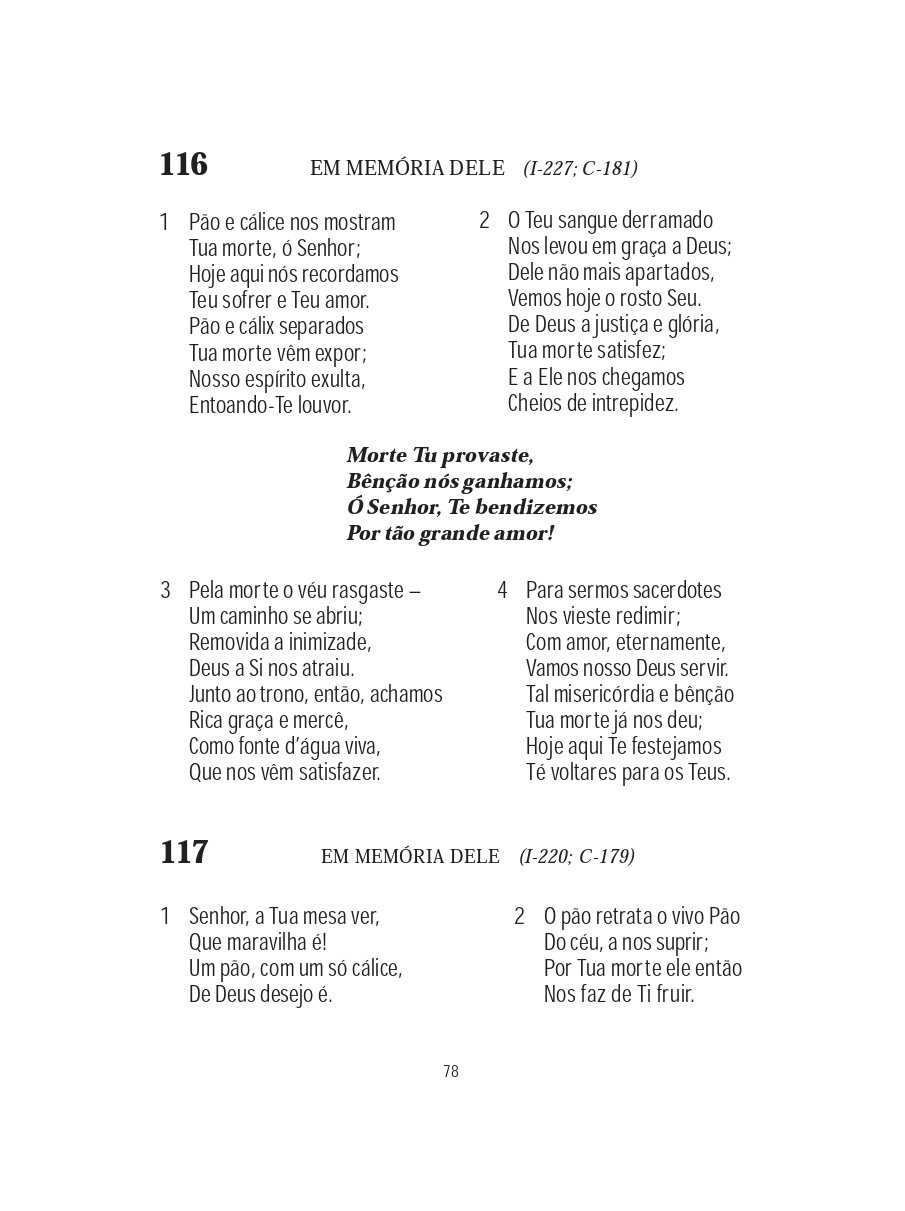 116 EM MEMÓRIA DELE (I-227; C-181)
1 Pão e cálice nos mostram
Tua morte, ó Senhor;
Hoje aqui nós recordamos
Teu sofrer e Teu amor.
Pão e cálix separados
Tua morte vêm expor;
Nosso espírito exulta,
Entoando-Te louvor.
2 O Teu sangue derramado
Nos levou em graça a Deus;
Dele não mais apartados,
Vemos hoje o rosto Seu.
De Deus a justiça e glória,
Tua morte satisfez;
E a Ele nos chegamos
Cheios de intrepidez.
Morte Tu provaste,
Bênção nós ganhamos;
Ó Senhor, Te bendizemos
Por tão grande amor!
3 Pela morte o véu rasgaste –
Um caminho se abriu;
Removida a inimizade,
Deus a Si nos atraiu.
Junto ao trono, então, achamos
Rica graça e mercê,
Como fonte d’água viva,
Que nos vêm satisfazer.
4 Para sermos sacerdotes
Nos vieste redimir;
Com amor, eternamente,
Vamos nosso Deus servir.
Tal misericórdia e bênção
Tua morte já nos deu;
Hoje aqui Te festejamos
Té voltares para os Teus.
117 EM MEMÓRIA DELE (I-220; C-179)
1 Senhor, a Tua mesa ver,
Que maravilha é!
Um pão, com um só cálice,
De Deus desejo é.
2 O pão retrata o vivo Pão
Do céu, a nos suprir;
Por Tua morte ele então
Nos faz de Ti fruir.
78